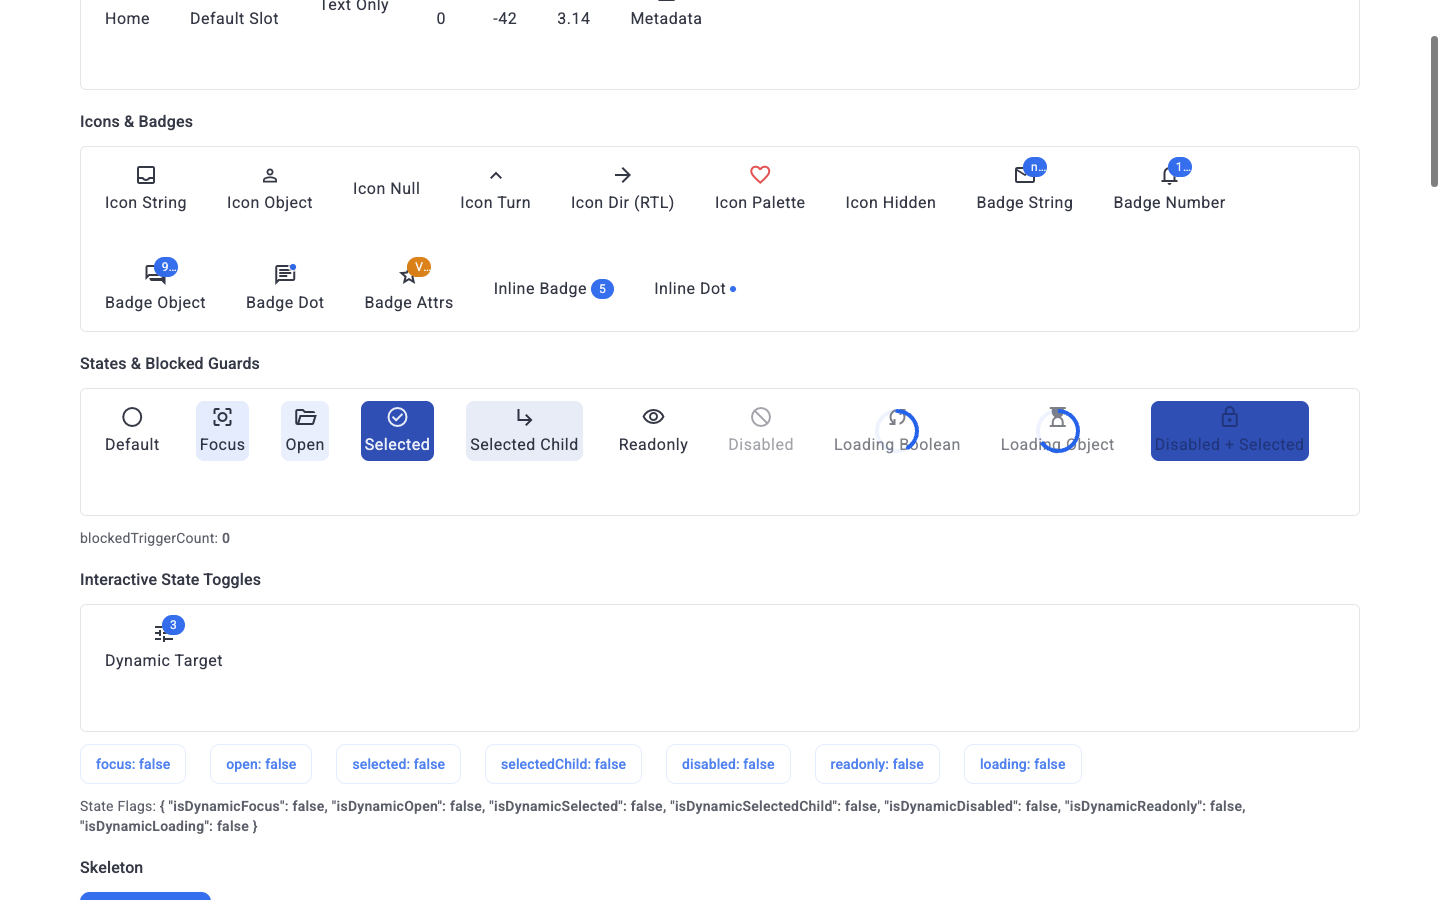 Text Only
Home Default Slot 0 -42 3.14 Metadata
Icons & Badges
n... 1...
Icon String Icon Object Icon Null Icon Turn Icon Dir (RTL) Icon Palette Icon Hidden Badge String Badge Number
9... V...
Badge Object Badge Dot Badge Attrs Inline Badge 5 Inline Dot
States & Blocked Guards
Default Focus Open Selected Selected Child Readonly Disabled Loading Boolean Loading Object Disabled + Selected
blockedTriggerCount: 0
Interactive State Toggles
3
Dynamic Target
focus: false open: false selected: false selectedChild: false disabled: false readonly: false loading: false
State Flags: { "isDynamicFocus": false, "isDynamicOpen": false, "isDynamicSelected": false, "isDynamicSelectedChild": false, "isDynamicDisabled": false, "isDynamicReadonly": false,
"isDynamicLoading": false }
Skeleton